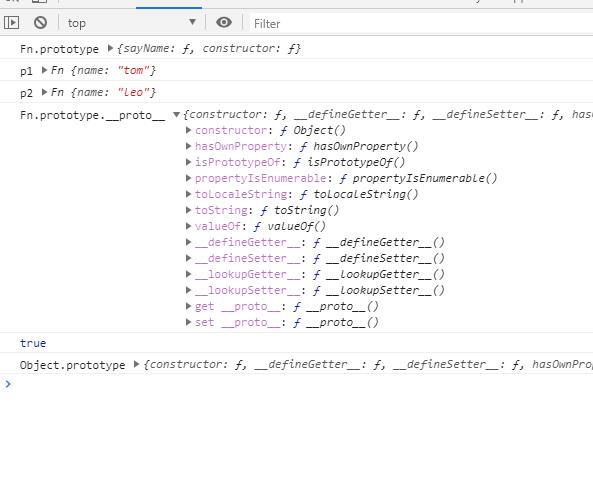 top
Filter
Fn.prototype ▶{sayName: ƒ, constructor: ƒ}
p1 ▶Fn {name: "tom"}
p2 ▶Fn {name: "leo"}
Fn.prototype.__proto__ ▼{constructor: ƒ, __defineGetter__: ƒ, __defineSetter__: ƒ, has
▶constructor: ƒ Object()
▶hasOwnProperty: ƒ hasOwnProperty()
▶isPrototypeOf: ƒ isPrototypeOf()
▶propertyIsEnumerable: ƒ propertyIsEnumerable()
▶toLocaleString: ƒ toLocaleString()
▶toString: ƒ toString()
▶valueOf: ƒ valueOf()
▶__defineGetter__: ƒ __defineGetter__()
▶__defineSetter__: ƒ __defineSetter__()
▶__lookupGetter__: ƒ __lookupGetter__()
▶__lookupSetter__: ƒ __lookupSetter__()
▶get __proto__: ƒ __proto__()
▶set __proto__: ƒ __proto__()
true
Object.prototype ▶{constructor: ƒ, __defineGetter__: ƒ, __defineSetter__: ƒ, hasOwnProp